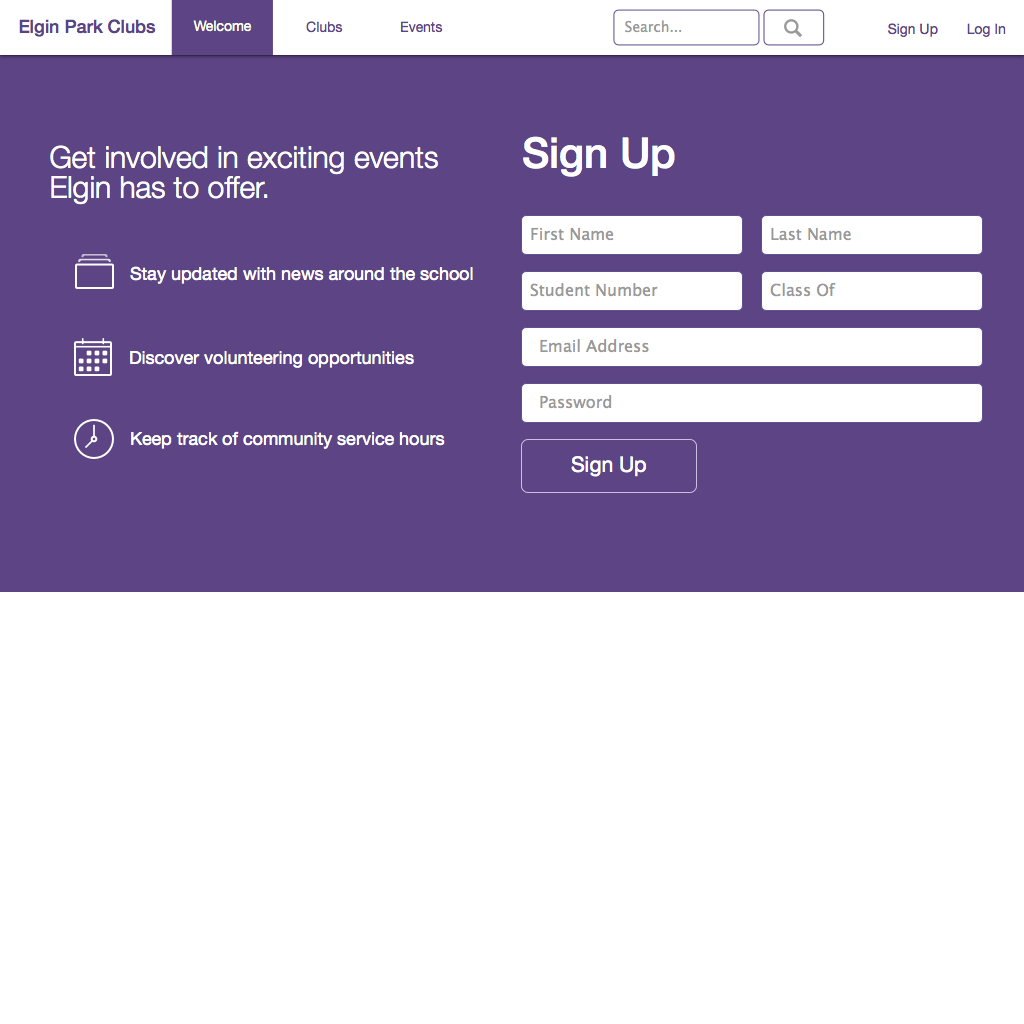 Elgin Park Clubs Welcome Clubs Events Search... Sign Up Log In
Get involved in exciting events
Elgin has to offer.
Stay updated with news around the school
Discover volunteering opportunities
Keep track of community service hours
Sign Up
First Name Last Name
Student Number Class Of
Email Address
Password
Sign Up